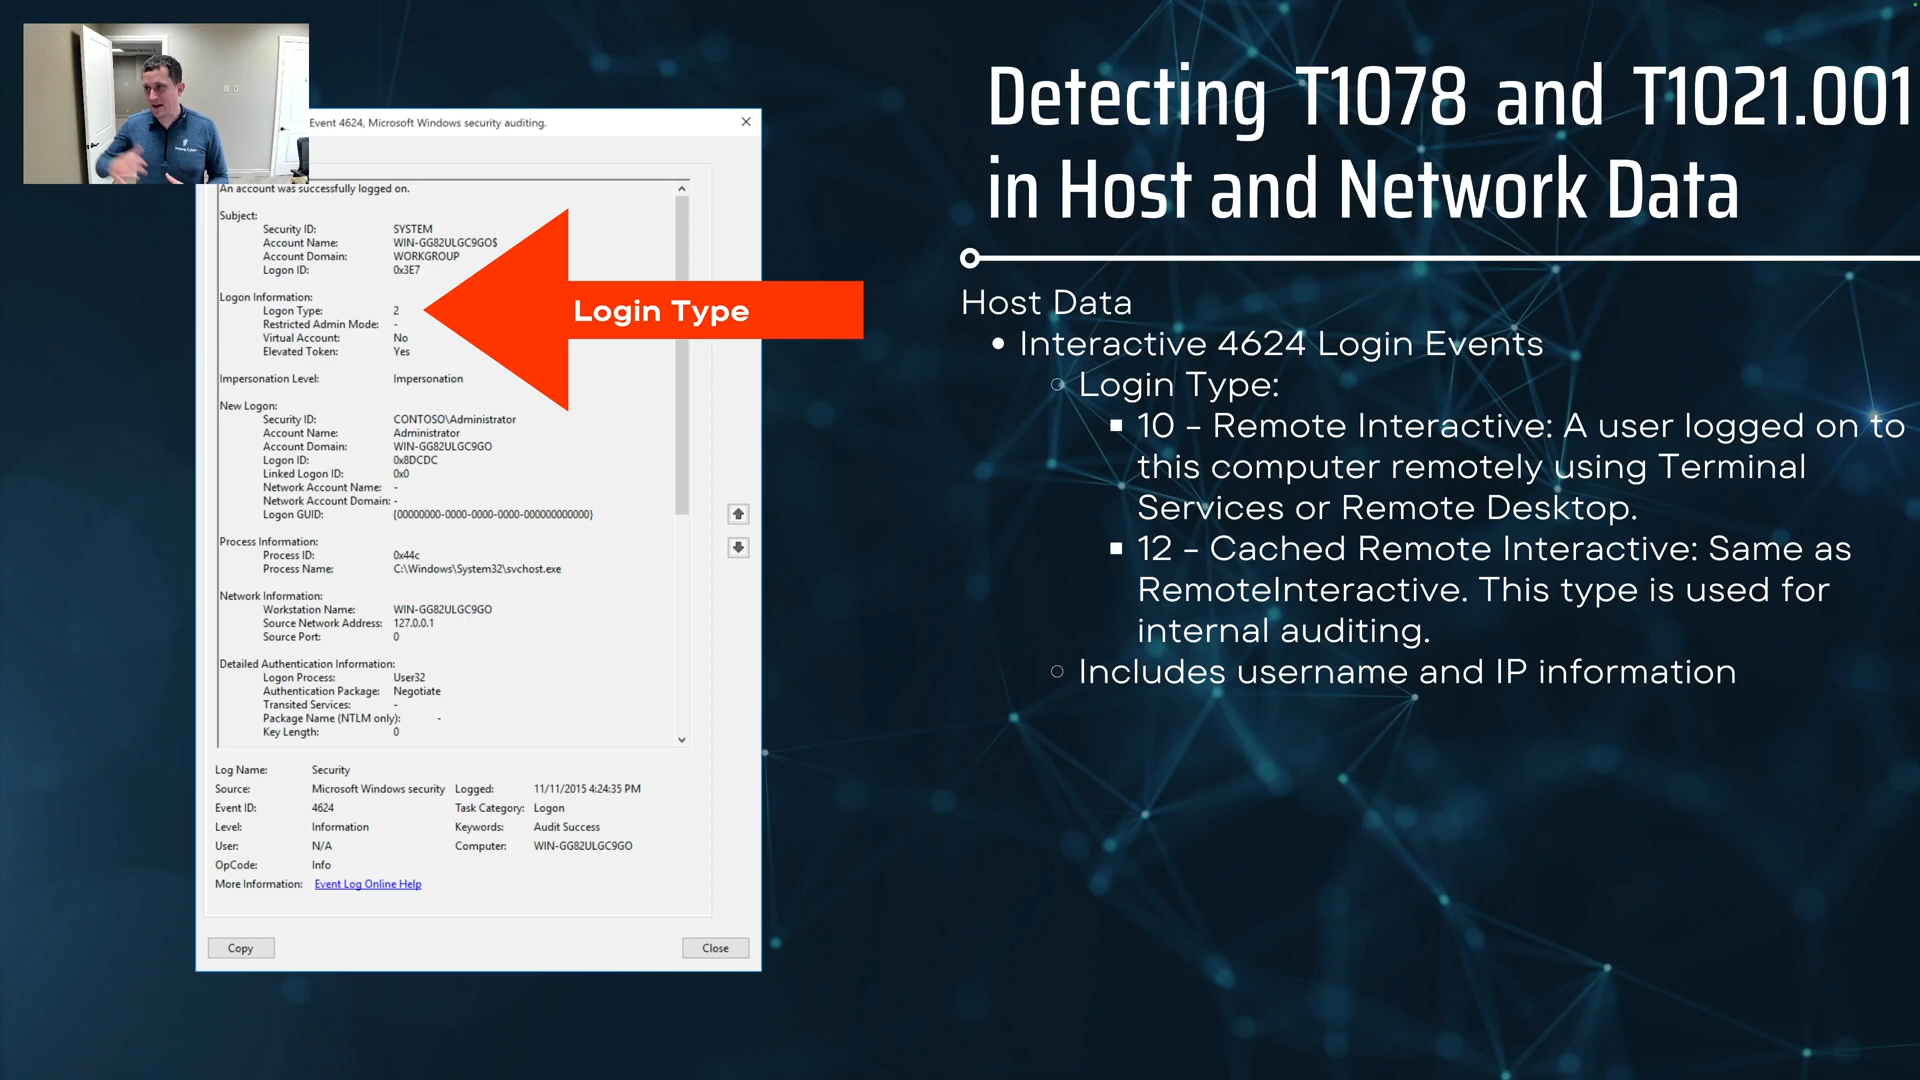 Detecting T1078 and T1021.001
in Host and Network Data
Event 4624, Microsoft Windows security auditing.
An account was successfully logged on.
Subject:
Security ID: SYSTEM
Account Name: WIN-GG82ULGC9GO$
Account Domain: WORKGROUP
Logon ID: 0x3E7
Logon Information:
Logon Type: 2
Restricted Admin Mode: -
Virtual Account: No
Elevated Token: Yes
Impersonation Level: Impersonation
New Logon:
Security ID: CONTOSO\Administrator
Account Name: Administrator
Account Domain: WIN-GG82ULGC9GO
Logon ID: 0x8DCDC
Linked Logon ID: 0x0
Network Account Name: -
Network Account Domain: -
Logon GUID: {00000000-0000-0000-0000-000000000000}
Process Information:
Process ID: 0x44c
Process Name: C:\Windows\System32\svchost.exe
Network Information:
Workstation Name: WIN-GG82ULGC9GO
Source Network Address: 127.0.0.1
Source Port: 0
Detailed Authentication Information:
Logon Process: User32
Authentication Package: Negotiate
Transited Services: -
Package Name (NTLM only): -
Key Length: 0
Log Name: Security
Source: Microsoft Windows security Logged: 11/11/2015 4:24:35 PM
Event ID: 4624 Task Category: Logon
Level: Information Keywords: Audit Success
User: N/A Computer: WIN-GG82ULGC9GO
OpCode: Info
More Information: Event Log Online Help
Copy Close
Login Type
Host Data
• Interactive 4624 Login Events
○ Login Type:
▪ 10 – Remote Interactive: A user logged on to
this computer remotely using Terminal
Services or Remote Desktop.
▪ 12 – Cached Remote Interactive: Same as
RemoteInteractive. This type is used for
internal auditing.
○ Includes username and IP information